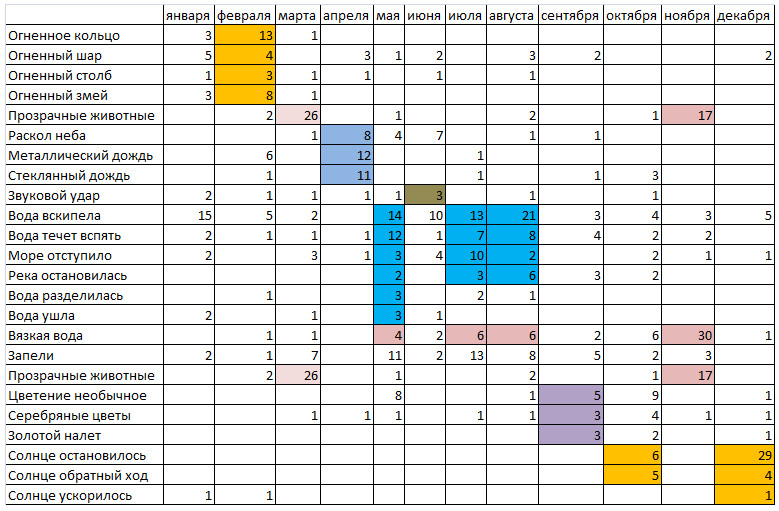 января февраля марта апреля мая июня июля августа сентября октября ноября декабря
Огненное кольцо 3 13 1
Огненный шар 5 4 3 1 2 3 2 2
Огненный столб 1 3 1 1 1 1
Огненный змей 3 8 1
Прозрачные животные 2 26 1 2 1 17
Раскол неба 1 8 4 7 1 1
Металлический дождь 6 12 1
Стеклянный дождь 1 11 1 1 3
Звуковой удар 2 1 1 1 1 3 1 1
Вода вскипела 15 5 2 14 10 13 21 3 4 3 5
Вода течет вспять 2 1 1 1 12 1 7 8 4 2 2
Море отступило 2 3 1 3 4 10 2 2 1 1
Река остановилась 2 3 6 3 2
Вода разделилась 1 3 2 1
Вода ушла 2 1 3 1
Вязкая вода 1 1 4 2 6 6 2 6 30 1
Запели 2 1 7 11 2 13 8 5 2 3
Прозрачные животные 2 26 1 2 1 17
Цветение необычное 8 1 5 9 1
Серебряные цветы 1 1 1 1 1 3 4 1 1
Золотой налет 3 2 1
Солнце остановилось 6 29
Солнце обратный ход 5 4
Солнце ускорилось 1 1 1